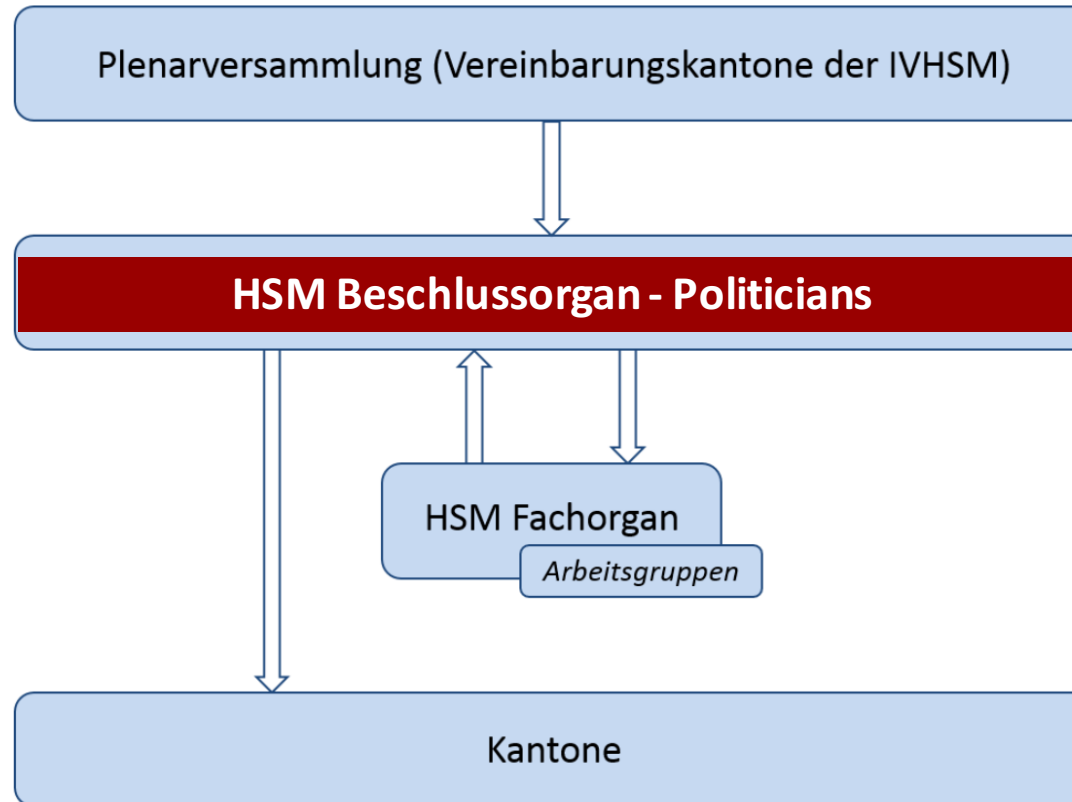 Plenarversammlung (Vereinbarungskantone der IVHSM)
HSM Beschlussorgan - Politicians
HSM Fachorgan
Arbeitsgruppen
Kantone